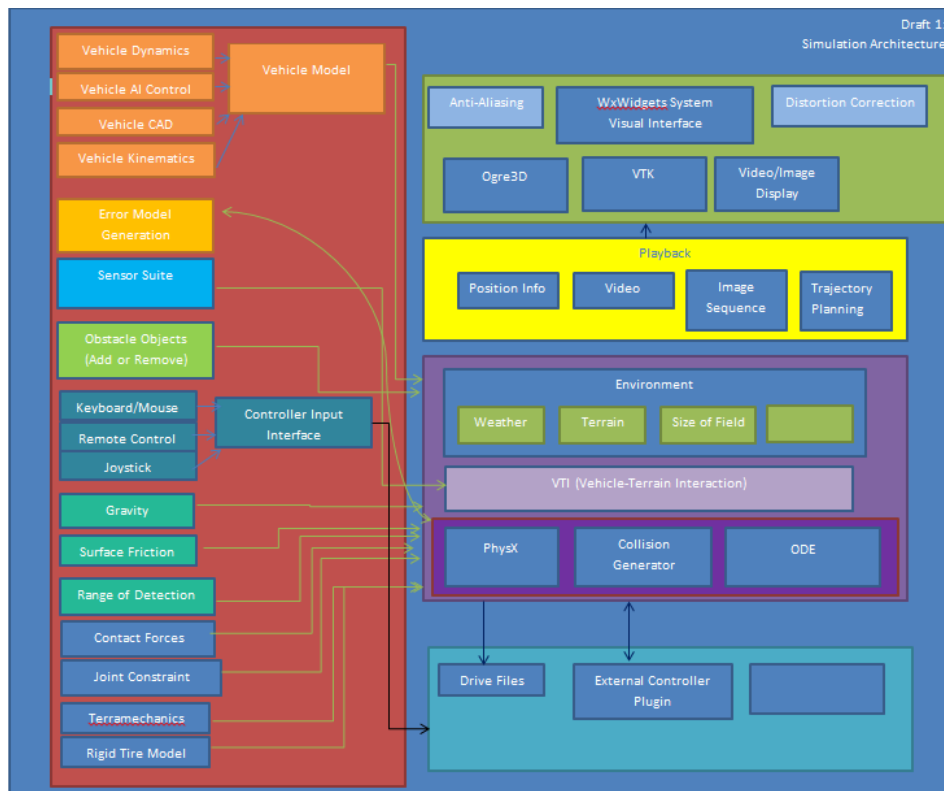 Draft 1:
Simulation Architecture
Vehicle Dynamics
Vehicle AI Control
Vehicle CAD
Vehicle Kinematics
Vehicle Model
Error Model
Generation
Sensor Suite
Obstacle Objects
(Add or Remove)
Keyboard/Mouse
Remote Control
Joystick
Controller Input
Interface
Gravity
Surface Friction
Range of Detection
Contact Forces
Joint Constraint
Terramechanics
Rigid Tire Model
Anti-Aliasing
WxWidgets System
Visual Interface
Distortion Correction
Ogre3D
VTK
Video/Image
Display
Playback
Position Info
Video
Image
Sequence
Trajectory
Planning
Environment
Weather
Terrain
Size of Field
VTI (Vehicle-Terrain Interaction)
PhysX
Collision
Generator
ODE
Drive Files
External Controller
Plugin